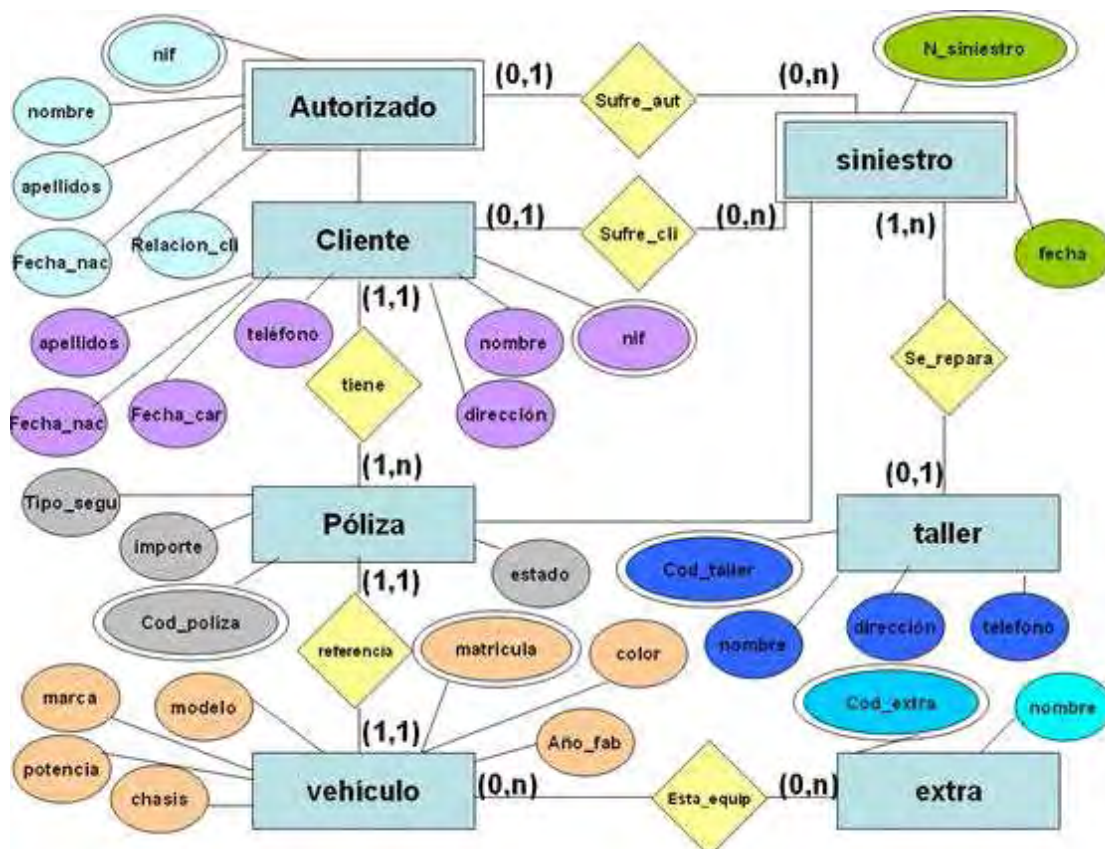 nif
N_siniestro
(0,1)
(0,n)
Autorizado
Sufre_aut
nombre
siniestro
apellidos
(0,1)
(0,n)
(1,n)
Cliente
Sufre_cli
Relacion_cli
Fecha_nac
fecha
(1,1)
teléfono
apellidos
nombre
nif
Se_repara
tiene
Fecha_nac
Fecha_car
dirección
(1,n)
(0,1)
Tipo_segu
Póliza
taller
importe
(1,1)
estado
Cod_taller
Cod_poliza
referencia
matricula
color
nombre
dirección
telefono
marca
modelo
Cod_extra
nombre
(1,1)
Año_fab
potencia
chasis
vehículo
(0,n)
Esta_equip
(0,n)
extra